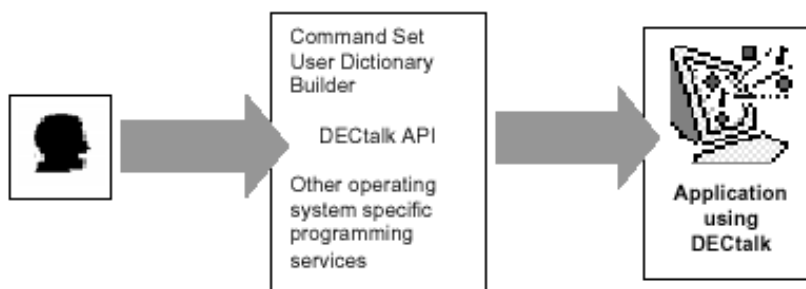 Command Set
User Dictionary
Builder
DECtalk API
Other operating
system specific
programming
services
Application
using
DECtalk